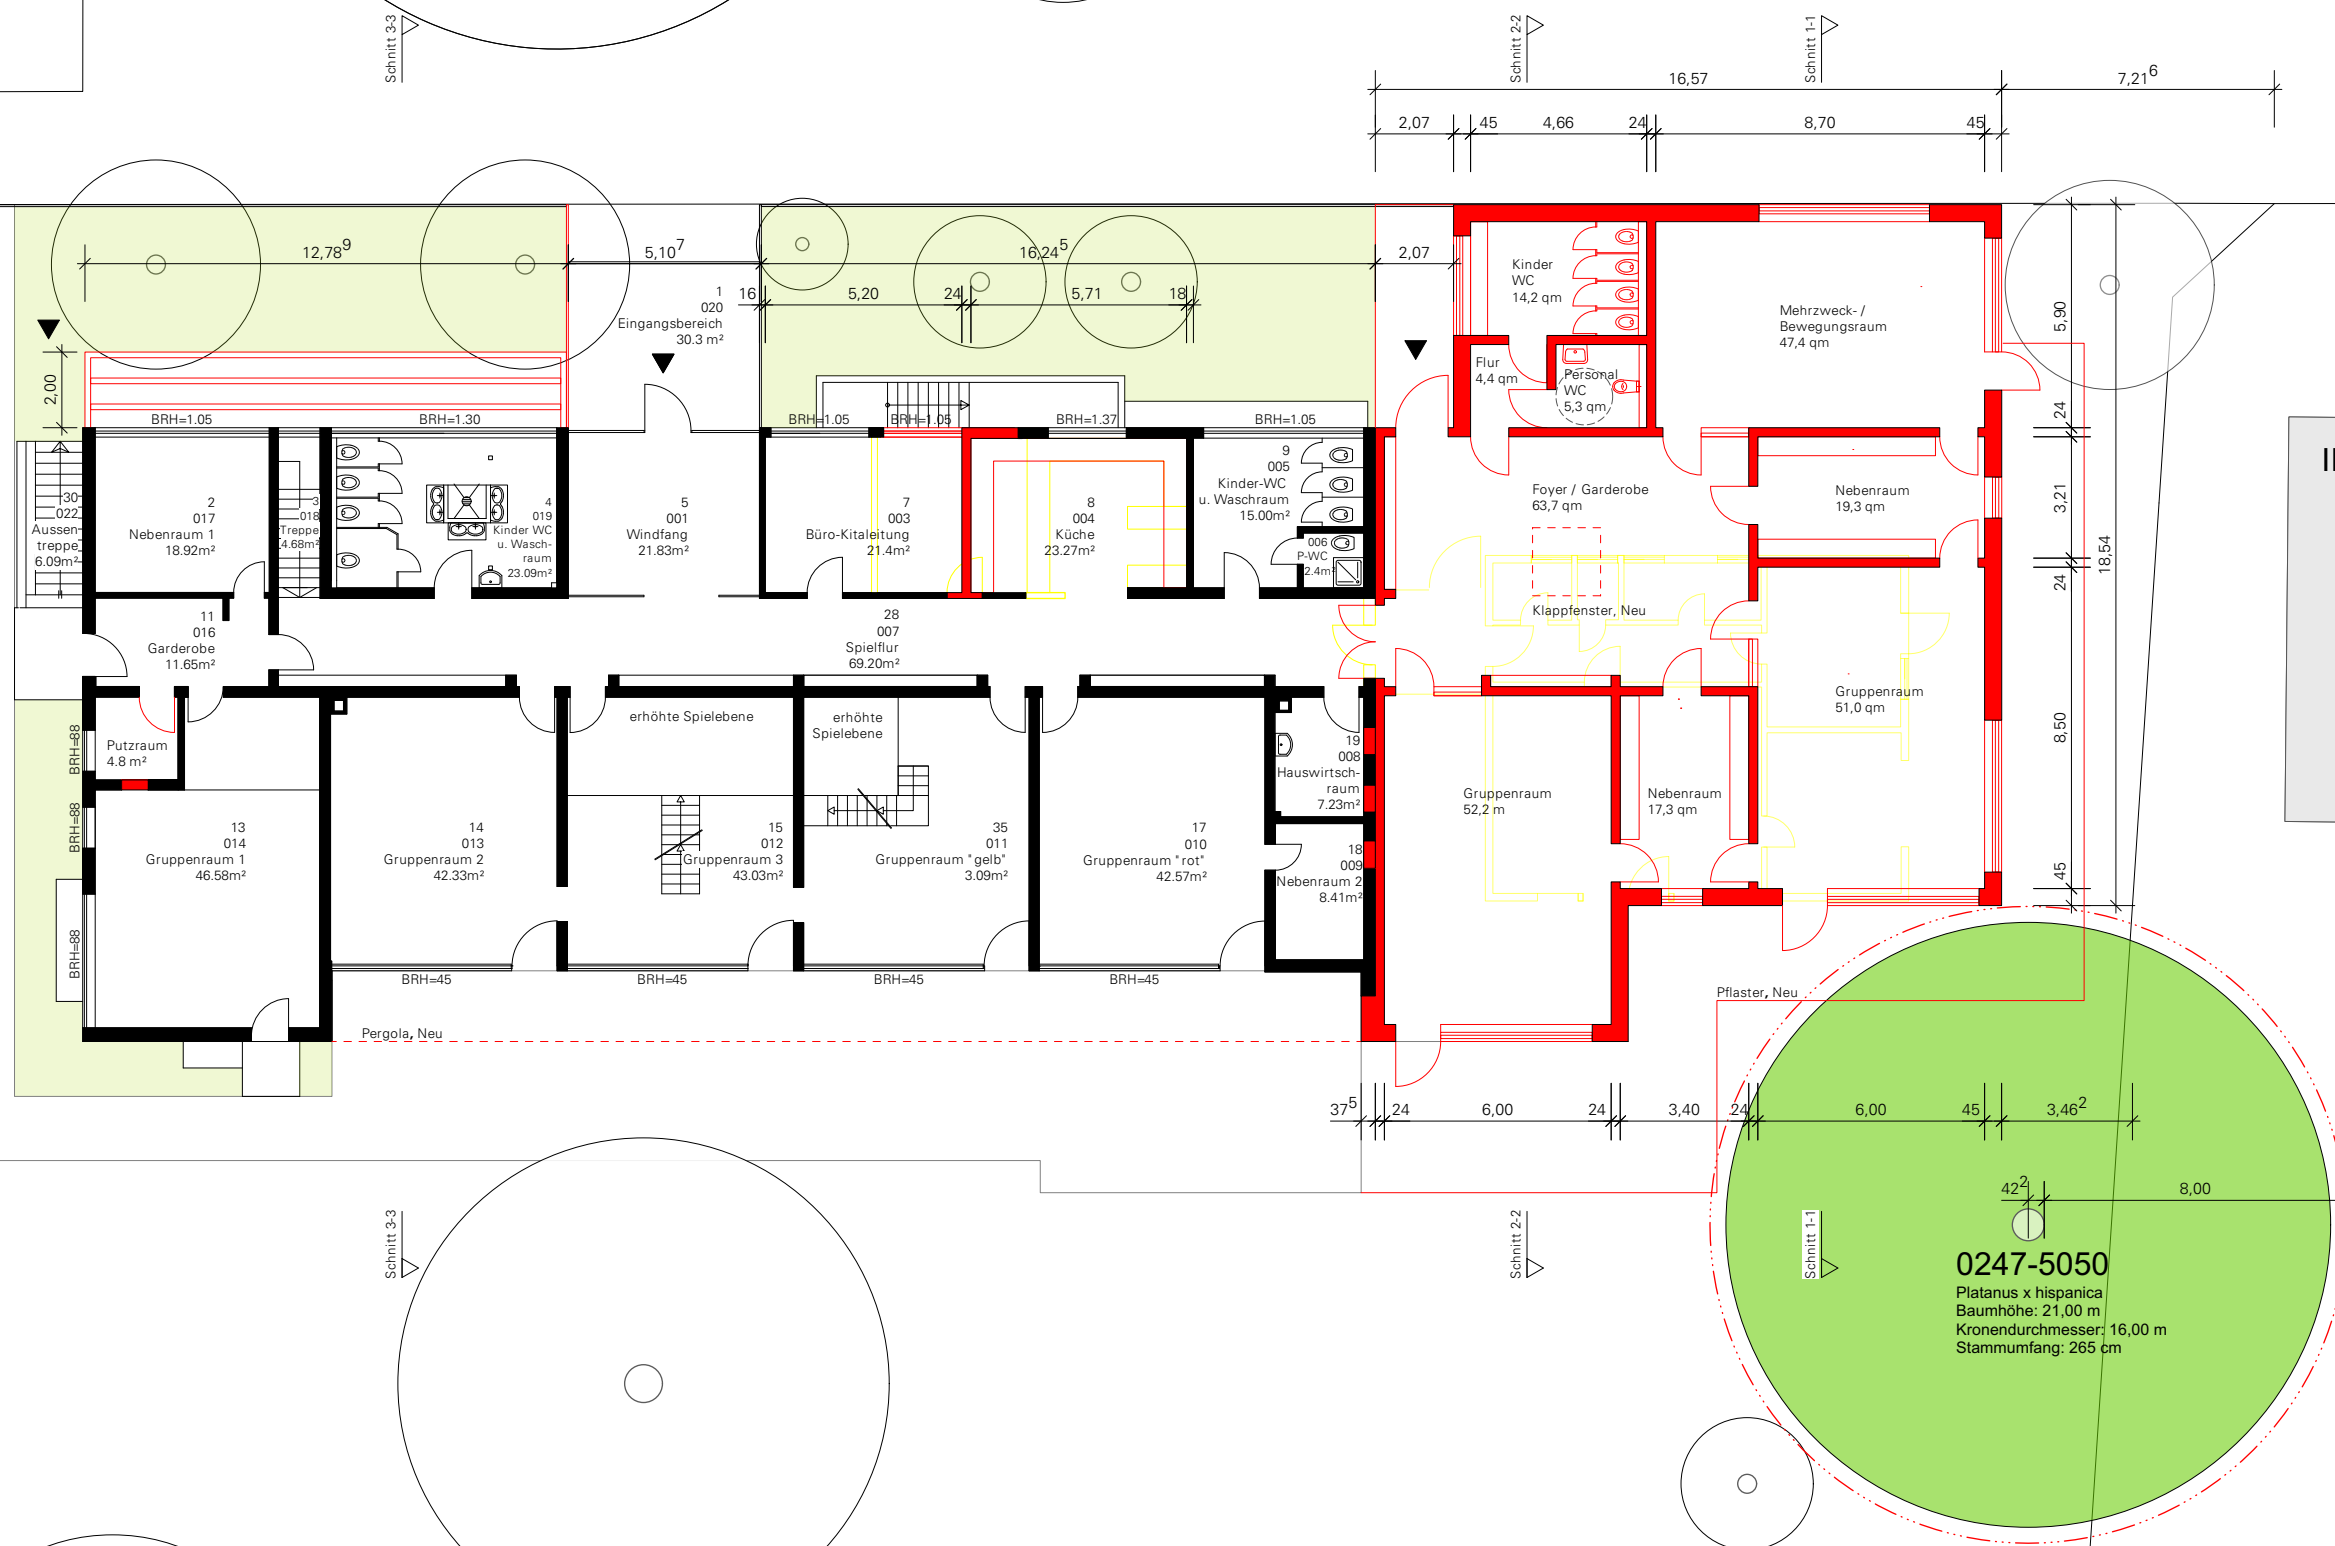 Schnitt 3-3
Schnitt 2-2
Schnitt 1-1
16,57
7,21⁶
2,07
45
4,66
24
8,70
45
12,78⁹
5,10⁷
16,24⁵
2,07
16
5,20
24
5,71
18
1
020
Eingangsbereich
30.3 m²
2,00
BRH=1.05
BRH=1.30
BRH=1.05
BRH=1.05
BRH=1.37
BRH=1.05
Kinder
WC
14,2 qm
Mehrzweck- /
Bewegungsraum
47,4 qm
Flur
4,4 qm
Personal
WC
5,3 qm
5,90
24
3,21
24
8,50
45
18,54
30
022
Aussen-
treppe
6.09m²
2
017
Nebenraum 1
18.92m²
3
018
Treppe
4.68m²
4
019
Kinder WC
u. Wasch-
raum
23.09m²
5
001
Windfang
21.83m²
7
003
Büro-Kitaleitung
21.4m²
8
004
Küche
23.27m²
9
005
Kinder-WC
u. Waschraum
15.00m²
006
P-WC
2.4m²
Foyer / Garderobe
63,7 qm
Nebenraum
19,3 qm
Klappfenster, Neu
11
016
Garderobe
11.65m²
28
007
Spielflur
69.20m²
Gruppenraum
51,0 qm
Putzraum
4.8 m²
BRH=88
BRH=88
BRH=88
erhöhte Spielebene
erhöhte
Spielebene
19
008
Hauswirtsch-
raum
7.23m²
Gruppenraum
52,2 m
Nebenraum
17,3 qm
13
014
Gruppenraum 1
46.58m²
14
013
Gruppenraum 2
42.33m²
15
012
Gruppenraum 3
43.03m²
35
011
Gruppenraum "gelb"
3.09m²
17
010
Gruppenraum "rot"
42.57m²
18
009
Nebenraum 2
8.41m²
BRH=45
BRH=45
BRH=45
BRH=45
Pergola, Neu
Pflaster, Neu
37⁵
24
6,00
24
3,40
24
6,00
45
3,46²
42²
8,00
Schnitt 3-3
Schnitt 2-2
Schnitt 1-1
0247-5050
Platanus x hispanica
Baumhöhe: 21,00 m
Kronendurchmesser: 16,00 m
Stammumfang: 265 cm